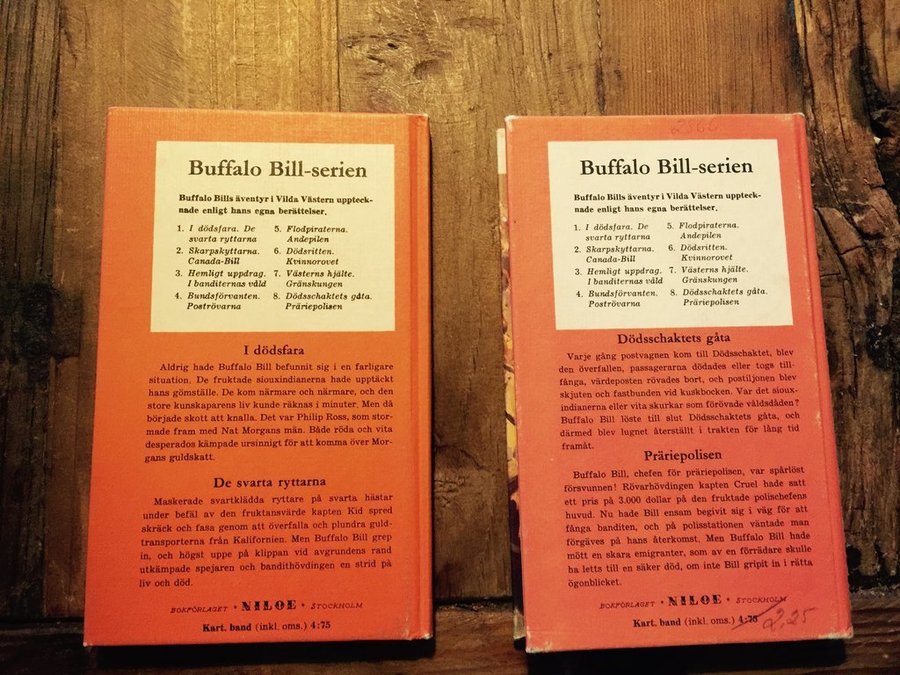 Buffalo Bill-serien
Buffalo Bills äventyr i Vilda Västern uppteck-
nade enligt hans egna berättelser.
1. I dödsfara. De
svarta ryttarna
2. Skarpskyttarna.
Canada-Bill
3. Hemligt uppdrag.
I banditernas våld
4. Bundsförvanten.
Poströvarna
5. Flodpiraterna.
Andepilen
6. Dödsritten.
Kvinnorovet
7. Västerns hjälte.
Gränskungen
8. Dödsschaktets gåta.
Präriepolisen
I dödsfara
Aldrig hade Buffalo Bill befunnit sig i en farligare
situation. De fruktade siouxindianerna hade upptäckt
hans gömställe. De kom närmare och närmare, och den
store kunskaparens liv kunde räknas i minuter. Men då
började skott att knalla. Det var Philip Ross, som stor-
made fram med Nat Morgans män. Både röda och vita
desperados kämpade ursinnigt för att komma över Mor-
gans guldskatt.
De svarta ryttarna
Maskerade svartklädda ryttare på svarta hästar
under befäl av den fruktansvärde kapten Kid spred
skräck och fasa genom att överfalla och plundra guld-
transporterna från Kalifornien. Men Buffalo Bill grep
in, och högst uppe på klippan vid avgrundens rand
utkämpade spejaren och bandithövdingen en strid på
liv och död.
BOKFÖRLAGET * NILOE * STOCKHOLM
Kart. band (inkl. oms.) 4:75
2360
Buffalo Bill-serien
Buffalo Bills äventyr i Vilda Västern uppteck-
nade enligt hans egna berättelser.
1. I dödsfara. De
svarta ryttarna
2. Skarpskyttarna.
Canada-Bill
3. Hemligt uppdrag.
I banditernas våld
4. Bundsförvanten.
Poströvarna
5. Flodpiraterna.
Andepilen
6. Dödsritten.
Kvinnorovet
7. Västerns hjälte.
Gränskungen
8. Dödsschaktets gåta.
Präriepolisen
Dödsschaktets gåta
Varje gång postvagnen kom till Dödsschaktet, blev
den överfallen, passagerarna dödades eller togs till-
fånga, värdeposten rövades bort, och postiljonen blev
skjuten och fastbunden vid kuskbocken. Var det sioux-
indianerna eller vita skurkar som förövade våldsdåden?
Buffalo Bill löste till slut Dödsschaktets gåta, och
därmed blev lugnet återställt i trakten för lång tid
framåt.
Präriepolisen
Buffalo Bill, chefen för präriepolisen, var spårlöst
försvunnen! Rövarhövdingen kapten Cruel hade satt
ett pris på 3.000 dollar på den fruktade polischefens
huvud. Nu hade Bill ensam begivit sig i väg för att
fånga banditen, och på polisstationen väntade man
förgäves på hans återkomst. Men Buffalo Bill hade
mött en skara emigranter, som av en förrädare skulle
ha letts till en säker död, om inte Bill gripit in i rätta
ögonblicket.
BOKFÖRLAGET * NILOE * STOCKHOLM
Kart. band (inkl. oms.) 4:75 2,25